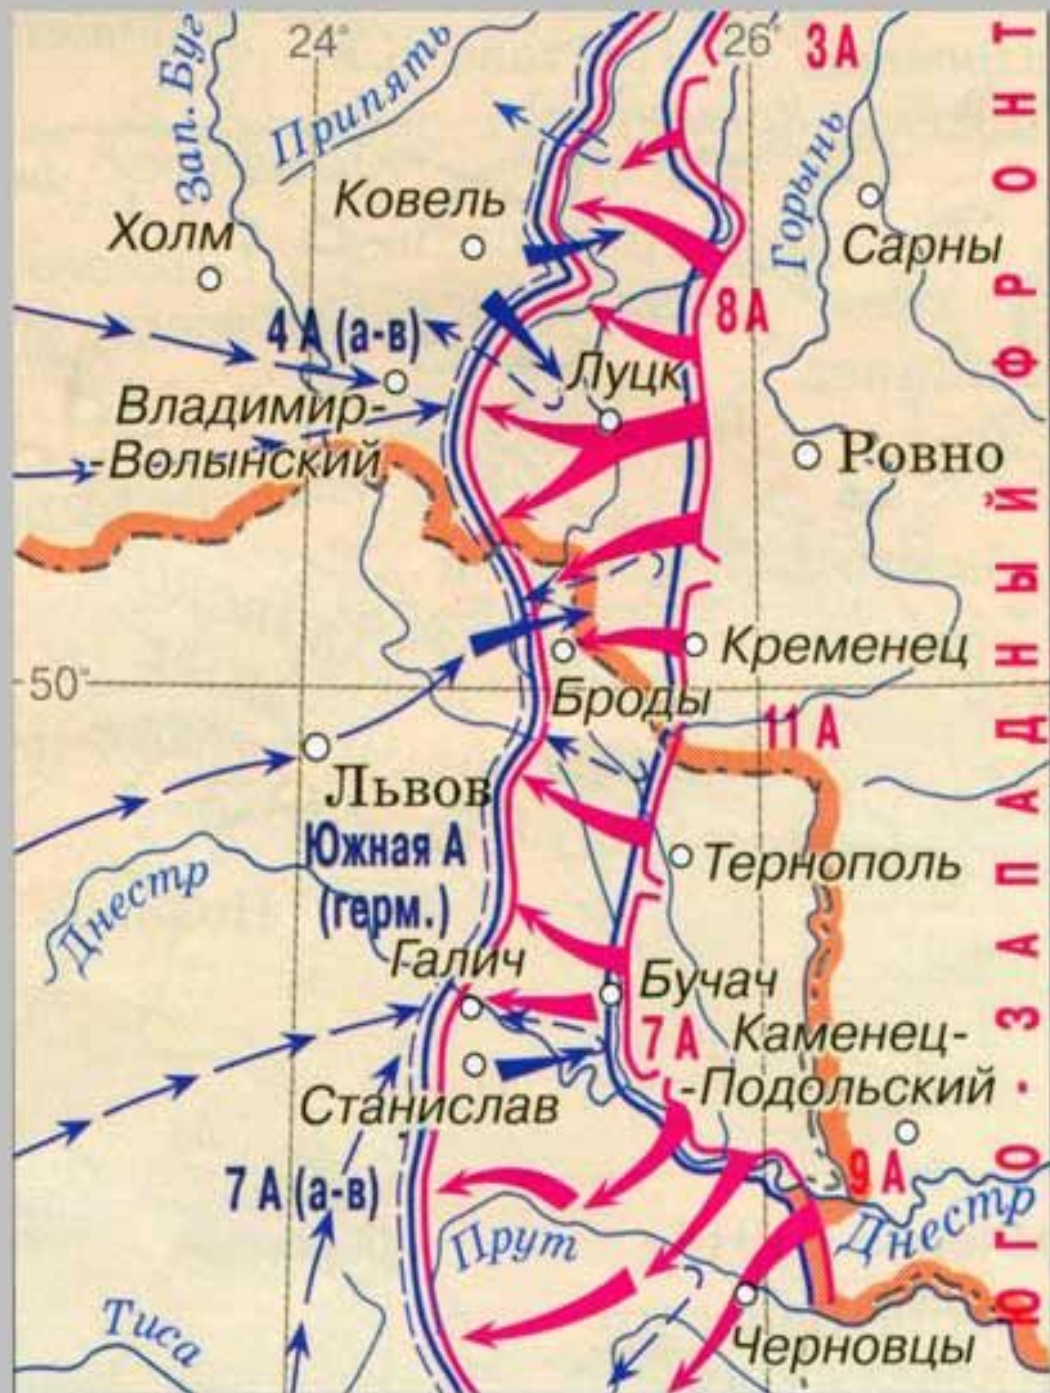 24°
26°
3 А
Зап. Буг
Припять
Горынь
Ковель
Холм
Сарны
4 А (а-в)
8 А
Луцк
Владимир-
-Волынский
Ровно
Кременец
50°
Броды
11 А
Львов
Южная А
(герм.)
Тернополь
Днестр
Галич
Бучач
7 А
Каменец-
-Подольский
Станислав
7 А (а-в)
9 А
Днестр
Прут
Тиса
Черновцы
ЮГО-ЗАПАДНЫЙ ФРОНТ